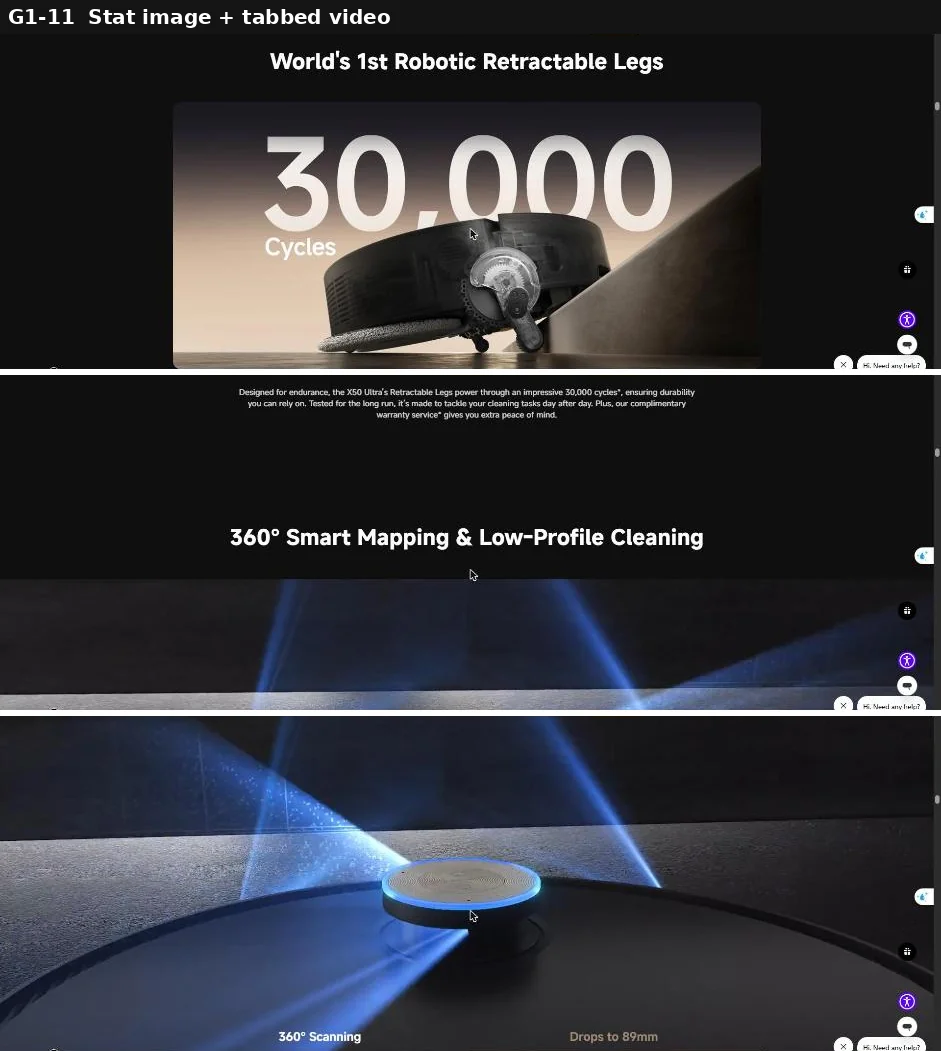 G1-11 Stat image + tabbed video
World's 1st Robotic Retractable Legs
30,000
Cycles
Hi, Need any help?
Designed for endurance, the X50 Ultra's Retractable Legs power through an impressive 30,000 cycles*, ensuring durability
you can rely on. Tested for the long run, it's made to tackle your cleaning tasks day after day. Plus, our complimentary
warranty service* gives you extra peace of mind.
360° Smart Mapping & Low-Profile Cleaning
Hi, Need any help?
360° Scanning
Drops to 89mm
Hi, Need any help?